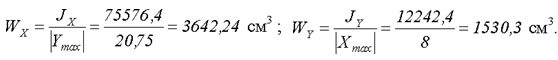 W_X = J_X / |Y_max| = 75576,4 / 20,75 = 3642,24 см³ ; W_Y = J_Y / |X_max| = 12242,4 / 8 = 1530,3 см³.